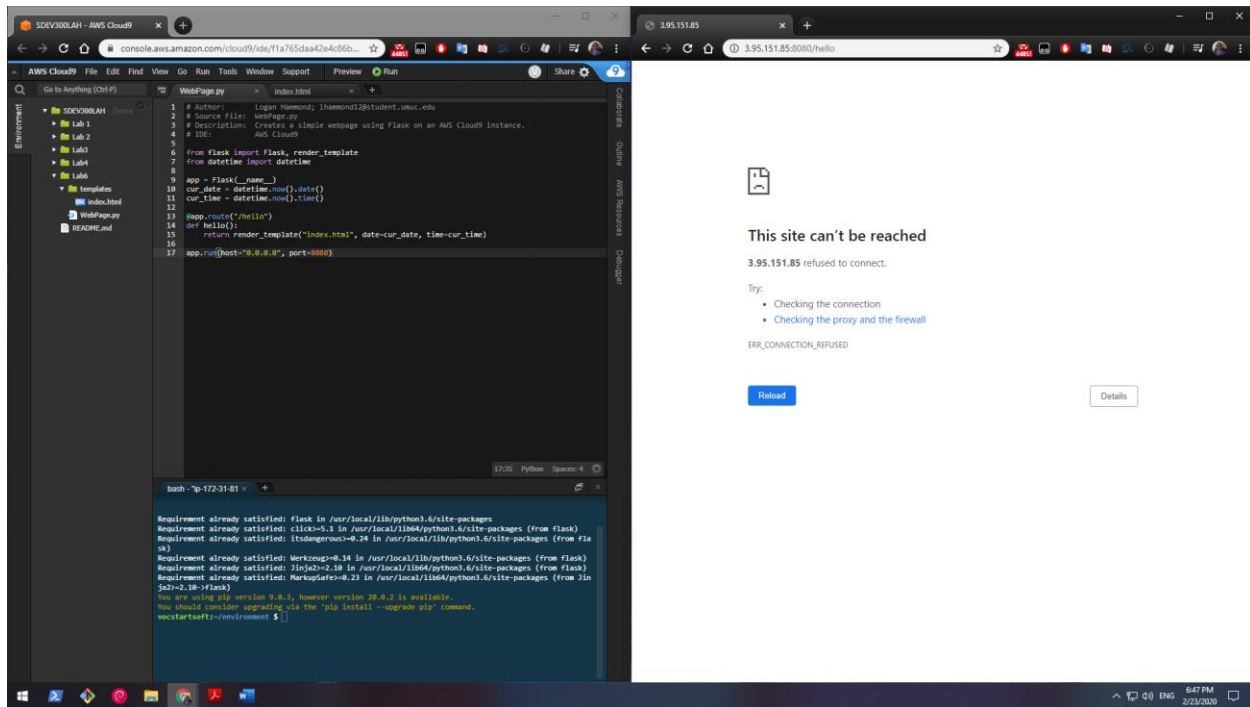 SDEV300LAH - AWS Cloud9
console.aws.amazon.com/cloud9/ide/f1a765daa42e4c86b...
AWS Cloud9 File Edit Find View Go Run Tools Window Support Preview Run Share
Go to Anything (Ctrl-P)
WebPage.py
index.html
Environment
SDEV300LAH
Lab 1
Lab 2
Lab3
Lab4
Lab6
templates
index.html
WebPage.py
README.md
1 # Author: Logan Hammond; lhammond12@student.umuc.edu
2 # Source File: WebPage.py
3 # Description: Creates a simple webpage using Flask on an AWS Cloud9 instance.
4 # IDE: AWS Cloud9
5
6 from flask import Flask, render_template
7 from datetime import datetime
8
9 app = Flask(__name__)
10 cur_date = datetime.now().date()
11 cur_time = datetime.now().time()
12
13 @app.route("/hello")
14 def hello():
15 return render_template("index.html", date=cur_date, time=cur_time)
16
17 app.run(host="0.0.0.0", port=8080)
Collaborate
Outline
AWS Resources
Debugger
17:35 Python Spaces: 4
bash - "ip-172-31-81
Requirement already satisfied: flask in /usr/local/lib/python3.6/site-packages
Requirement already satisfied: click>=5.1 in /usr/local/lib64/python3.6/site-packages (from flask)
Requirement already satisfied: itsdangerous>=0.24 in /usr/local/lib64/python3.6/site-packages (from fla
sk)
Requirement already satisfied: Werkzeug>=0.14 in /usr/local/lib/python3.6/site-packages (from flask)
Requirement already satisfied: Jinja2>=2.10 in /usr/local/lib/python3.6/site-packages (from flask)
Requirement already satisfied: MarkupSafe>=0.23 in /usr/local/lib64/python3.6/site-packages (from Jin
ja2>=2.10->flask)
You are using pip version 9.0.3, however version 20.0.2 is available.
You should consider upgrading via the 'pip install --upgrade pip' command.
vocstartsoft:~/environment $
3.95.151.85
3.95.151.85:8080/hello
This site can't be reached
3.95.151.85 refused to connect.
Try:
• Checking the connection
• Checking the proxy and the firewall
ERR_CONNECTION_REFUSED
Reload
Details
ENG
6:47 PM
2/23/2020